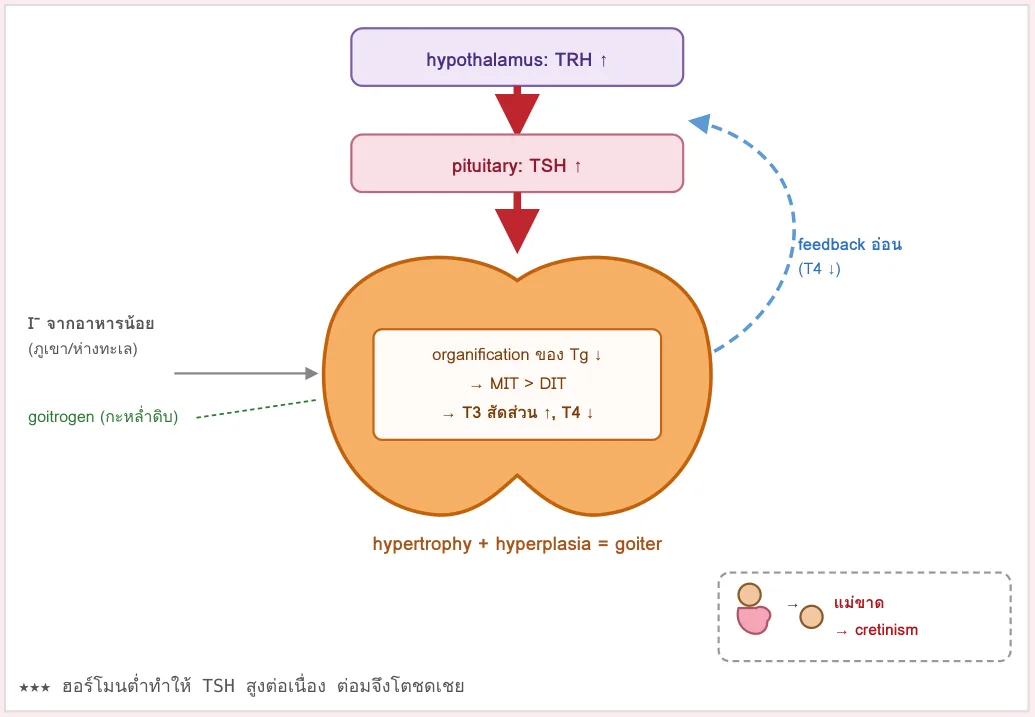 hypothalamus: TRH ↑
pituitary: TSH ↑
feedback อ่อน
(T4 ↓)
I⁻ จากอาหารน้อย
(ภูเขา/ห่างทะเล)
goitrogen (กะหล่ำดิบ)
organification ของ Tg ↓
→ MIT > DIT
→ T3 สัดส่วน ↑, T4 ↓
hypertrophy + hyperplasia = goiter
→ แม่ขาด
→ cretinism
★★★ ฮอร์โมนต่ำทำให้ TSH สูงต่อเนื่อง ต่อมจึงโตชดเชย